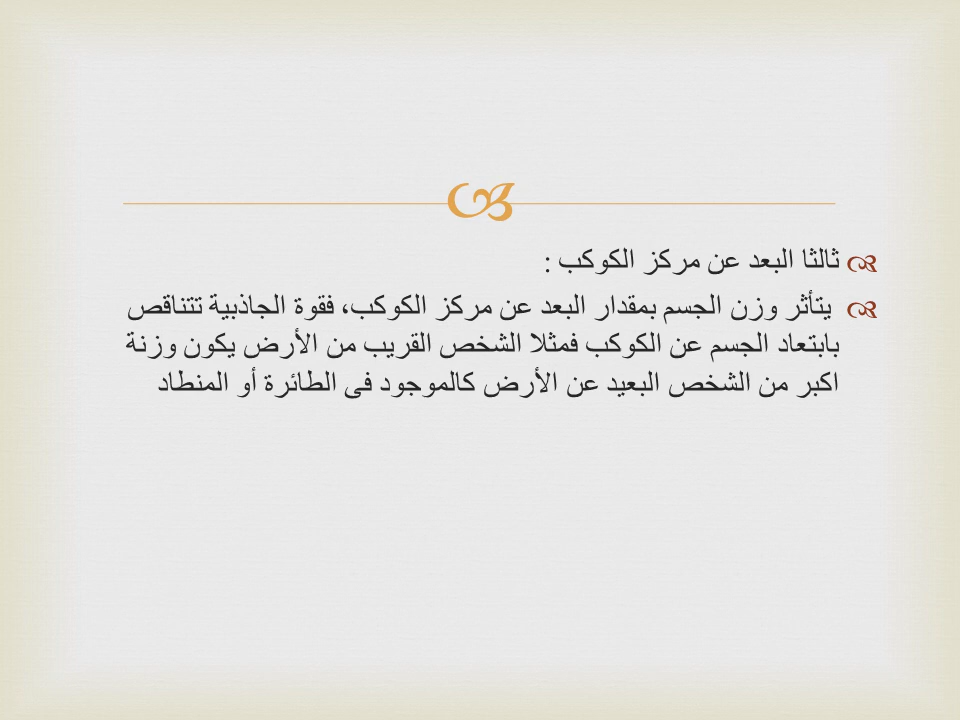 ثالثا البعد عن مركز الكوكب :
يتأثر وزن الجسم بمقدار البعد عن مركز الكوكب، فقوة الجاذبية تتناقص
بابتعاد الجسم عن الكوكب فمثلا الشخص القريب من الأرض يكون وزنة
اكبر من الشخص البعيد عن الأرض كالموجود فى الطائرة أو المنطاد